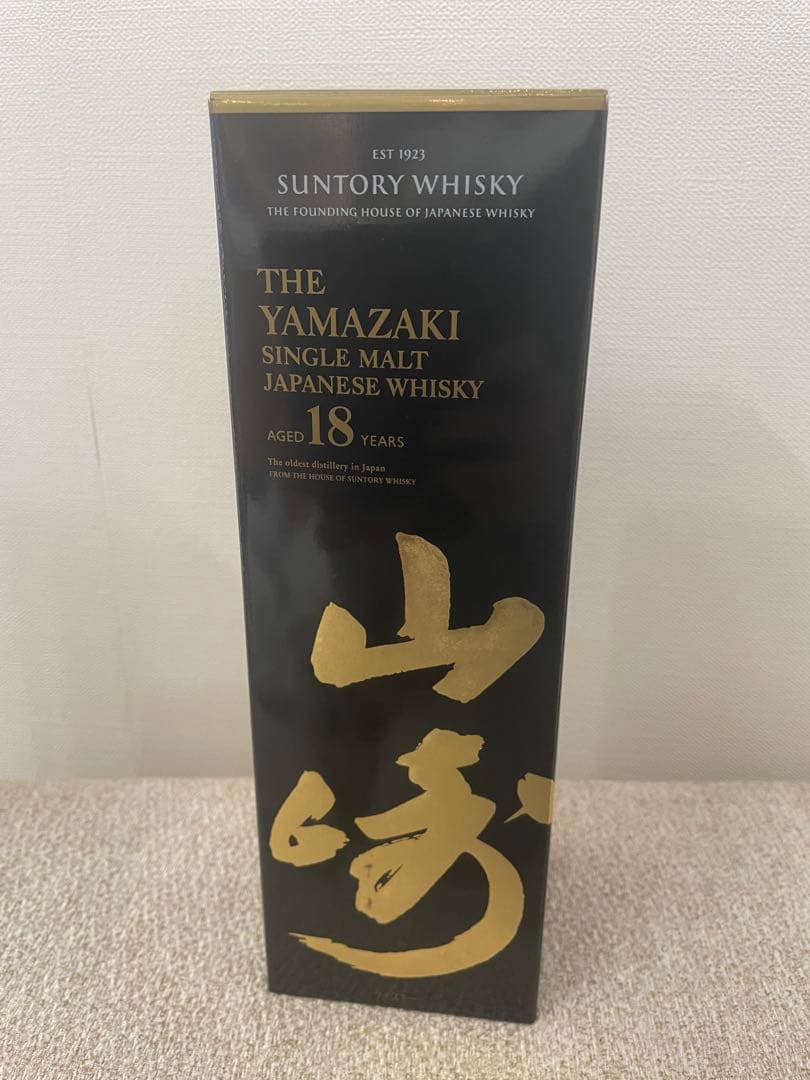 EST 1923
SUNTORY WHISKY
THE FOUNDING HOUSE OF JAPANESE WHISKY
THE
YAMAZAKI
SINGLE MALT
JAPANESE WHISKY
AGED 18 YEARS
The oldest distillery in Japan
FROM THE HOUSE OF SUNTORY WHISKY
山
崎